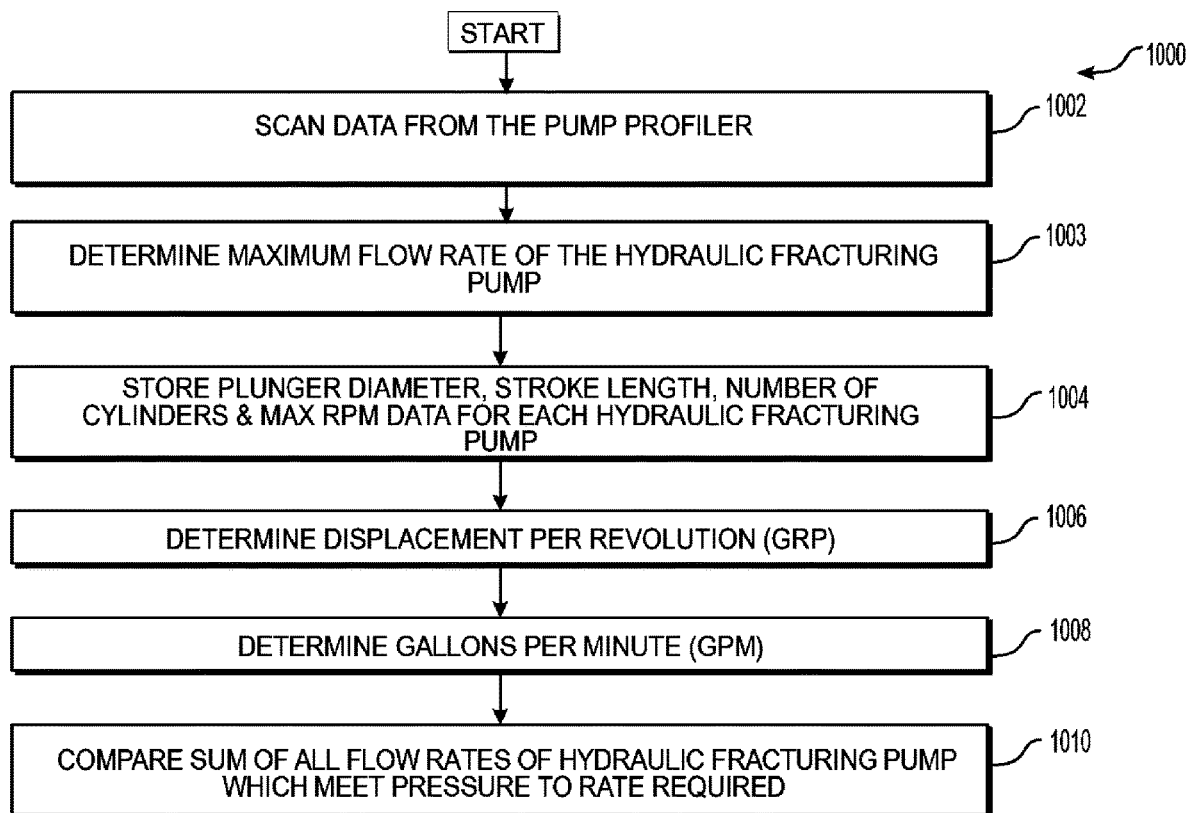 START
1000
SCAN DATA FROM THE PUMP PROFILER
1002
DETERMINE MAXIMUM FLOW RATE OF THE HYDRAULIC FRACTURING
PUMP
1003
STORE PLUNGER DIAMETER, STROKE LENGTH, NUMBER OF
CYLINDERS & MAX RPM DATA FOR EACH HYDRAULIC FRACTURING
PUMP
1004
DETERMINE DISPLACEMENT PER REVOLUTION (GRP)
1006
DETERMINE GALLONS PER MINUTE (GPM)
1008
COMPARE SUM OF ALL FLOW RATES OF HYDRAULIC FRACTURING PUMP
WHICH MEET PRESSURE TO RATE REQUIRED
1010